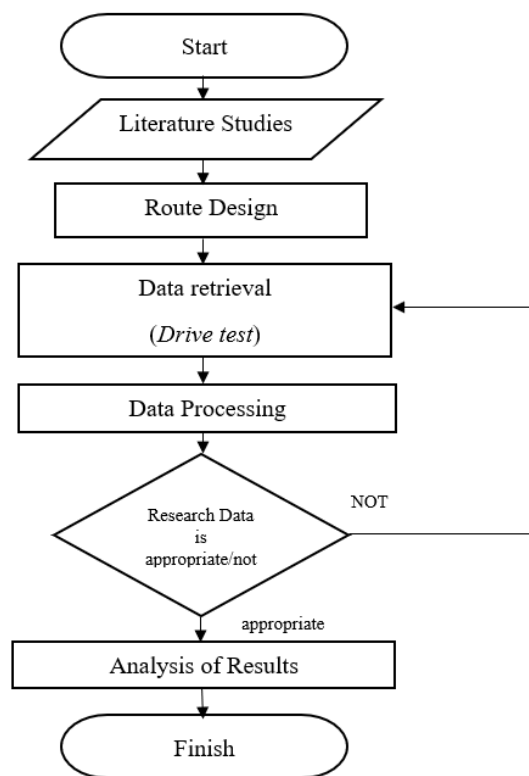 Start
Literature Studies
Route Design
Data retrieval
(Drive test)
Data Processing
Research Data
is
appropriate/not
NOT
appropriate
Analysis of Results
Finish